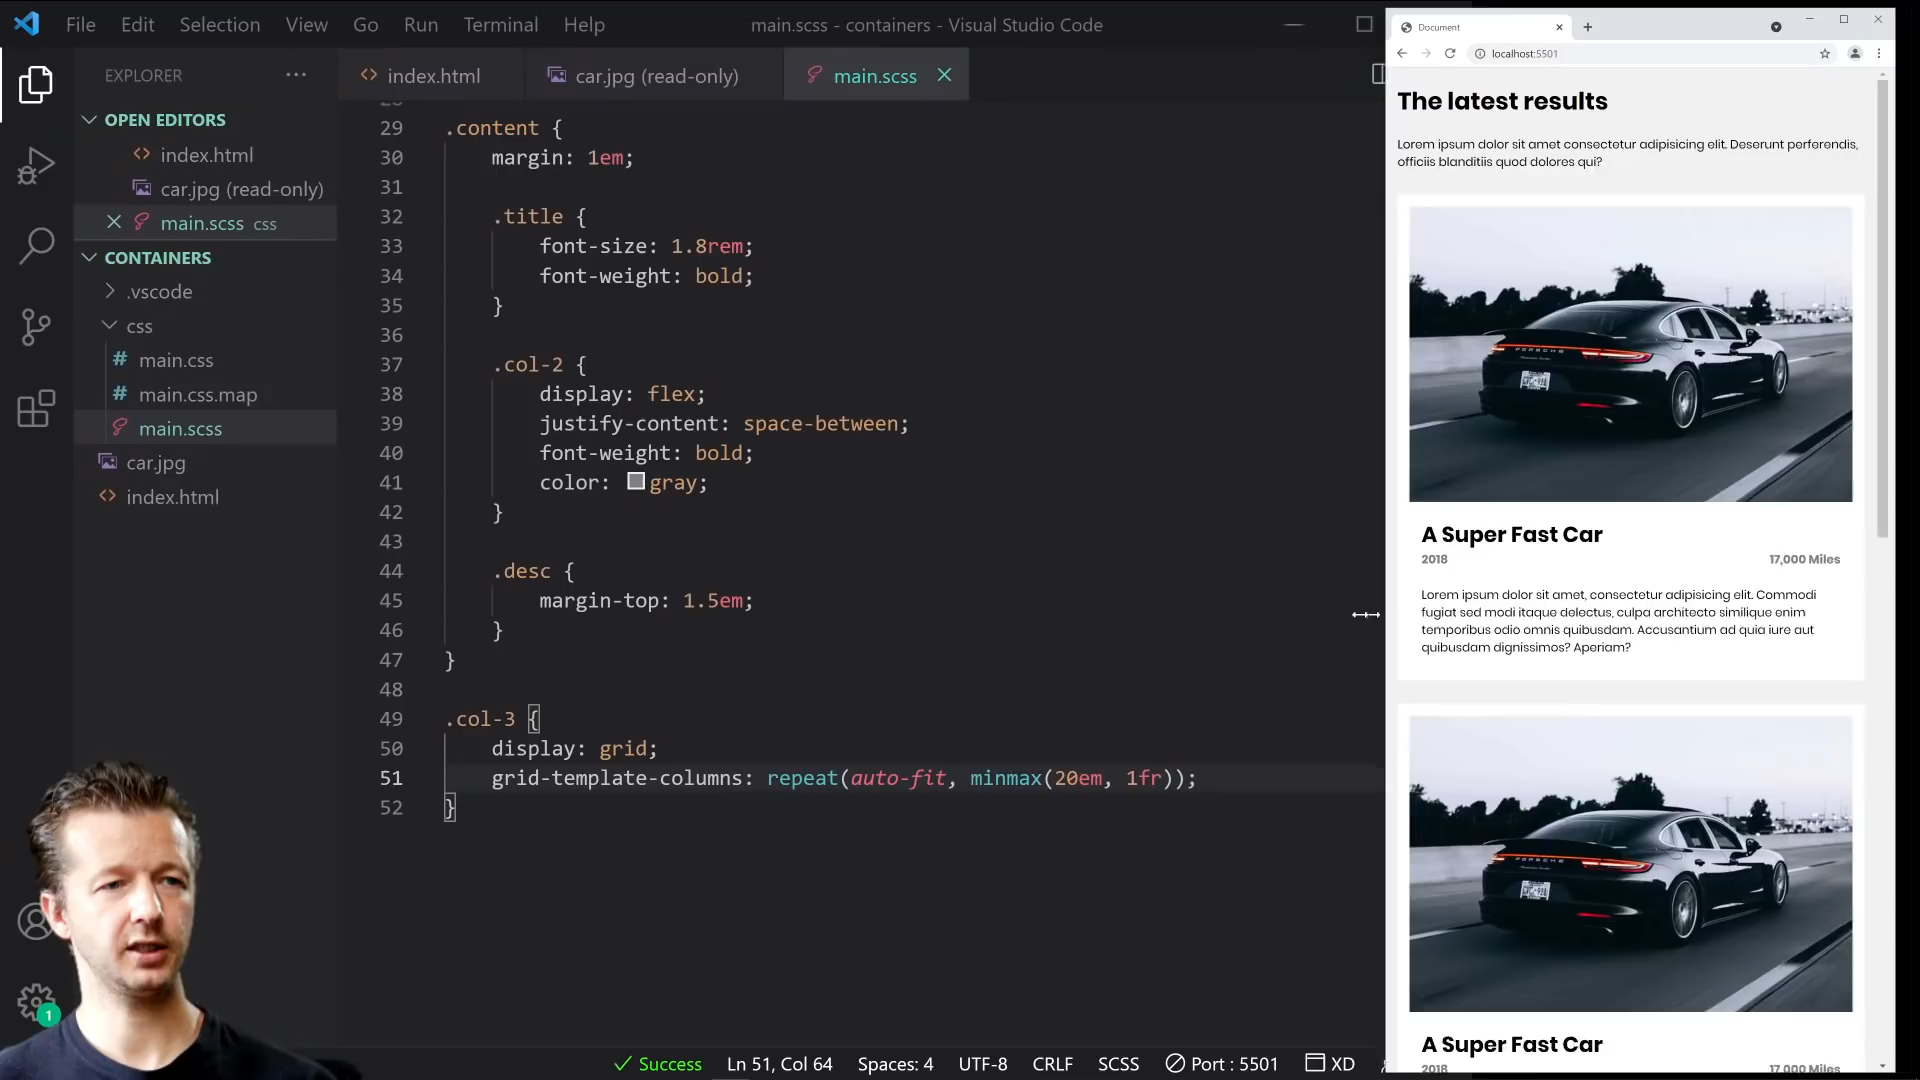 File Edit Selection View Go Run Terminal Help
main.scss - containers - Visual Studio Code
EXPLORER
index.html
car.jpg (read-only)
main.scss
OPEN EDITORS
index.html
car.jpg (read-only)
main.scss css
CONTAINERS
.vscode
css
main.css
main.css.map
main.scss
car.jpg
index.html
29 .content {
30 margin: 1em;
31
32 .title {
33 font-size: 1.8rem;
34 font-weight: bold;
35 }
36
37 .col-2 {
38 display: flex;
39 justify-content: space-between;
40 font-weight: bold;
41 color: gray;
42 }
43
44 .desc {
45 margin-top: 1.5em;
46 }
47 }
48
49 .col-3 {
50 display: grid;
51 grid-template-columns: repeat(auto-fit, minmax(20em, 1fr));
52 }
1
Success Ln 51, Col 64 Spaces: 4 UTF-8 CRLF SCSS Port : 5501 XD
Document
localhost:5501
The latest results
Lorem ipsum dolor sit amet consectetur adipisicing elit. Deserunt perferendis,
officiis blanditiis quod dolores qui?
PORSCHE
A Super Fast Car
2018 17,000 Miles
Lorem ipsum dolor sit amet, consectetur adipisicing elit. Commodi
fugiat sed modi itaque delectus, culpa architecto similique enim
temporibus odio omnis quibusdam. Accusantium ad quia iure aut
quibusdam dignissimos? Aperiam?
PORSCHE
A Super Fast Car
2018 17,000 Miles